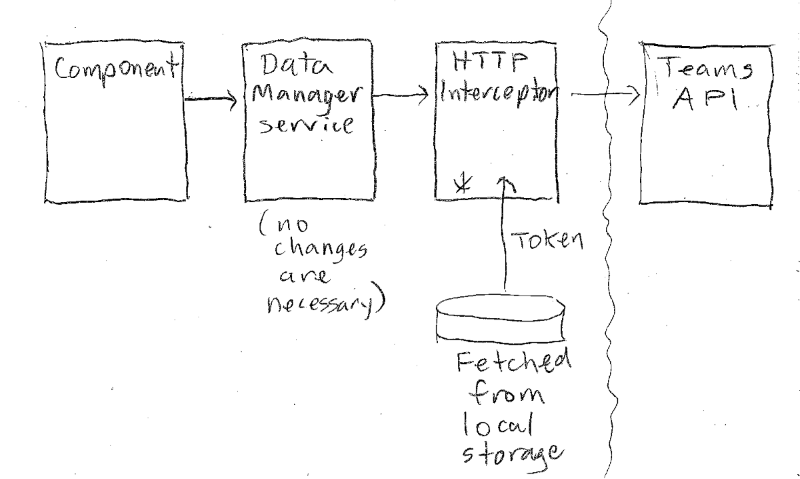 Component
Data
Manager
service
(no
changes
are
necessary)
HTTP
Interceptor
*
Token
Fetched
from
local
storage
Teams
API